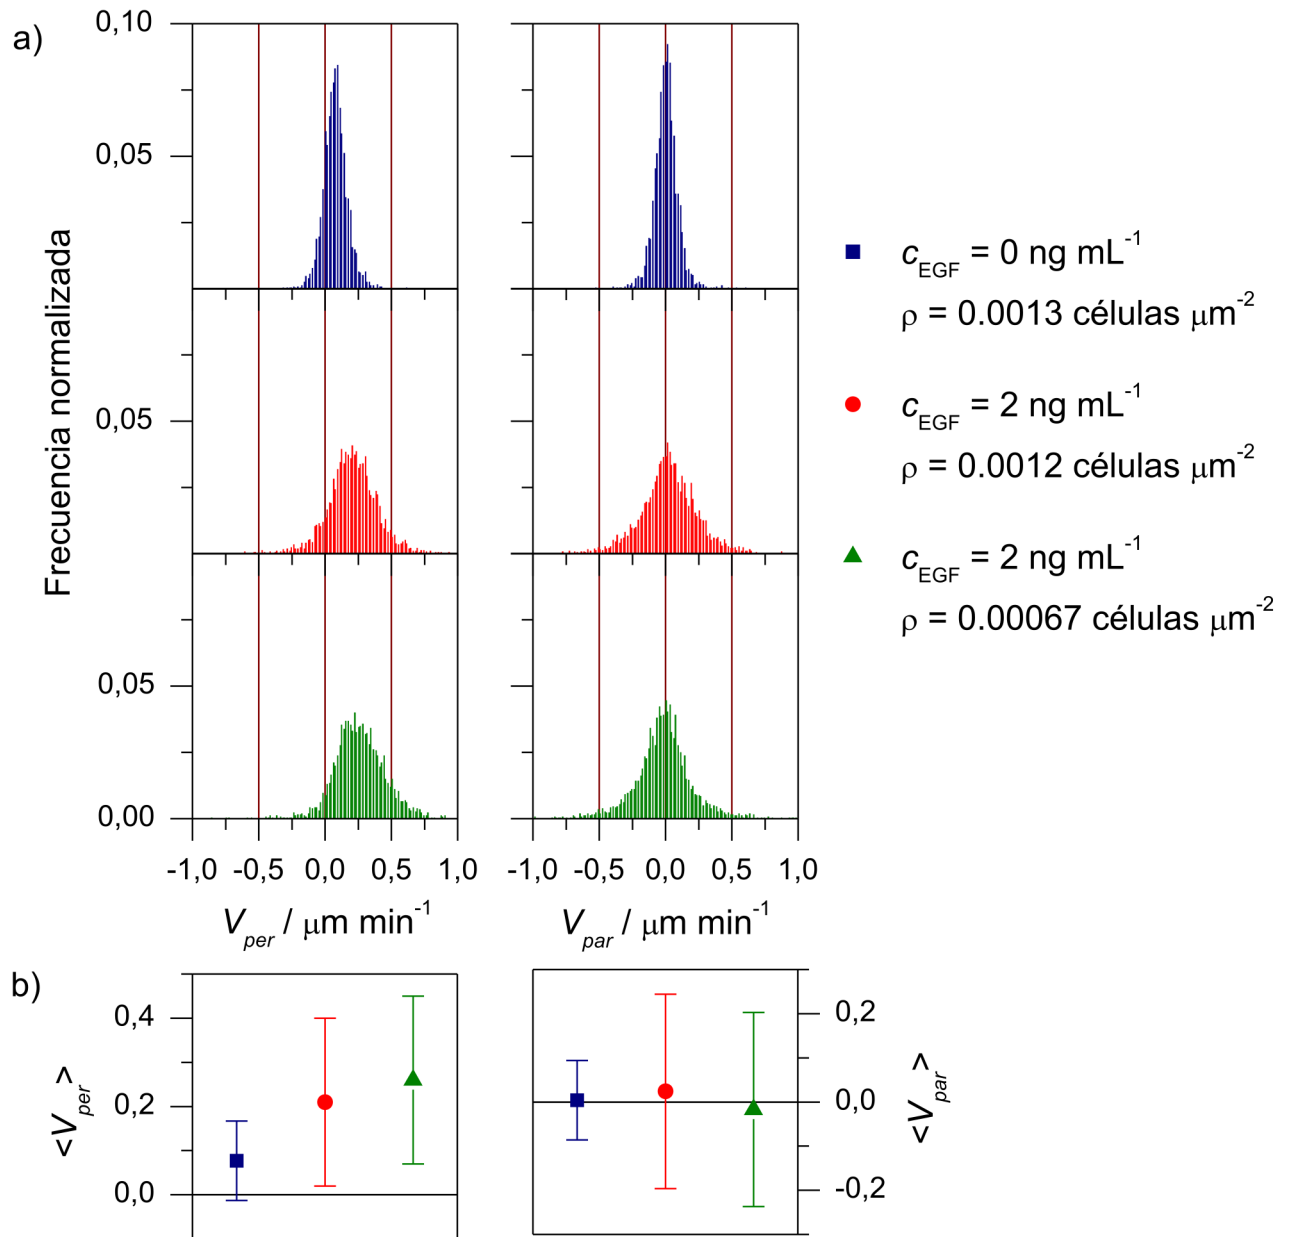 a)
0,10
0,05
0,05
0,05
0,00
Frecuencia normalizada
-1,0 -0,5 0,0 0,5 1,0
-1,0 -0,5 0,0 0,5 1,0
V_per / μm min⁻¹
V_par / μm min⁻¹
c_EGF = 0 ng mL⁻¹
ρ = 0.0013 células μm⁻²
c_EGF = 2 ng mL⁻¹
ρ = 0.0012 células μm⁻²
c_EGF = 2 ng mL⁻¹
ρ = 0.00067 células μm⁻²
b)
0,4
0,2
0,0
<V_per>
0,2
0,0
-0,2
<V_par>